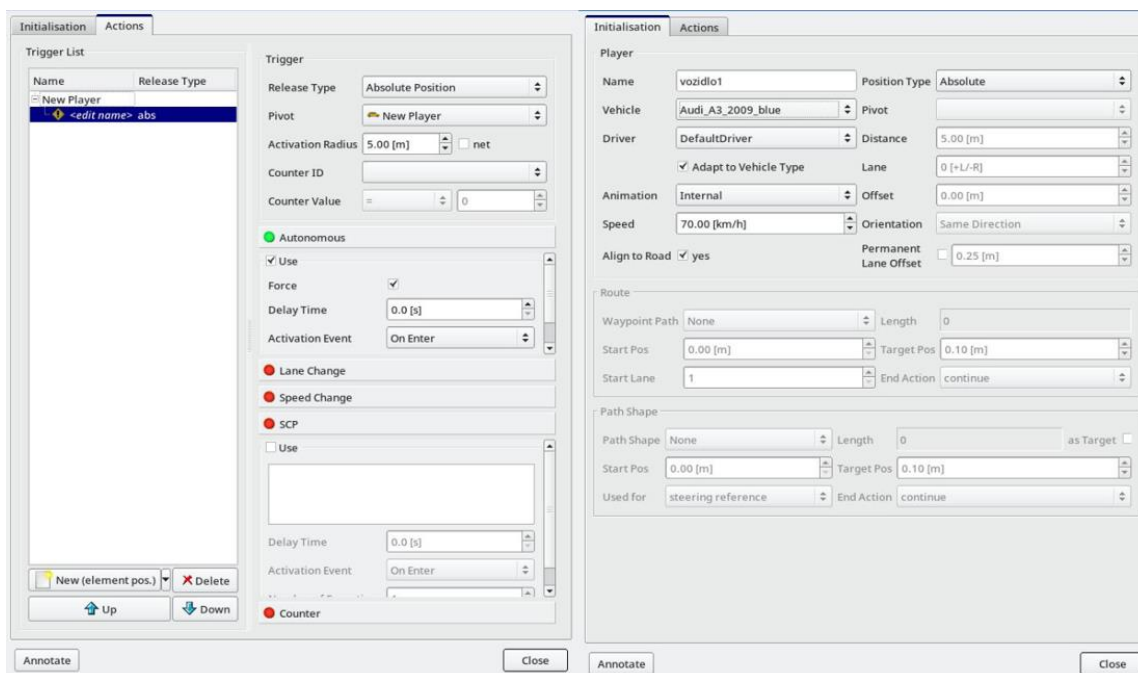 Initialisation Actions
Trigger List
Name Release Type
New Player
<edit name> abs
New (element pos.) Delete
Up Down
Trigger
Release Type Absolute Position
Pivot New Player
Activation Radius 5.00 [m] net
Counter ID
Counter Value = 0
Autonomous
Use
Force
Delay Time 0.0 [s]
Activation Event On Enter
Lane Change
Speed Change
SCP
Use
Delay Time 0.0 [s]
Activation Event On Enter
Counter
Annotate Close
Initialisation Actions
Player
Name vozidlo1 Position Type Absolute
Vehicle Audi_A3_2009_blue Pivot
Driver DefaultDriver Distance 5.00 [m]
Adapt to Vehicle Type Lane 0 [+L/-R]
Animation Internal Offset 0.00 [m]
Speed 70.00 [km/h] Orientation Same Direction
Align to Road yes Permanent
Lane Offset 0.25 [m]
Route
Waypoint Path None Length 0
Start Pos 0.00 [m] Target Pos 0.10 [m]
Start Lane 1 End Action continue
Path Shape
Path Shape None Length 0 as Target
Start Pos 0.00 [m] Target Pos 0.10 [m]
Used for steering reference End Action continue
Annotate Close